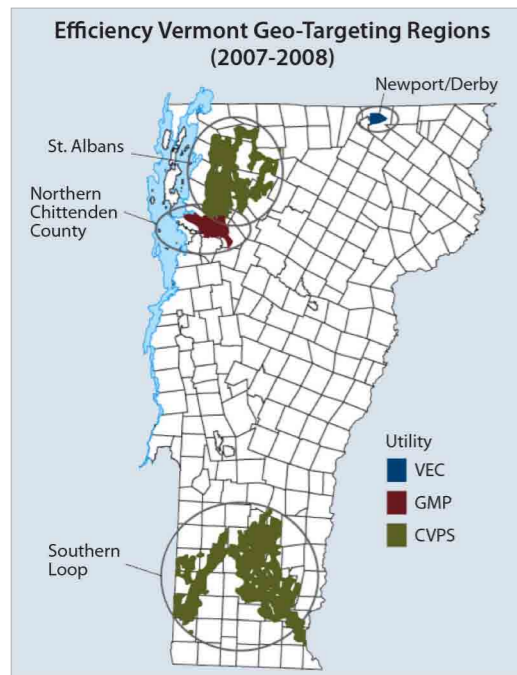 Efficiency Vermont Geo-Targeting Regions
(2007-2008)
Newport/Derby
St. Albans
Northern
Chittenden
County
Utility
VEC
GMP
CVPS
Southern
Loop